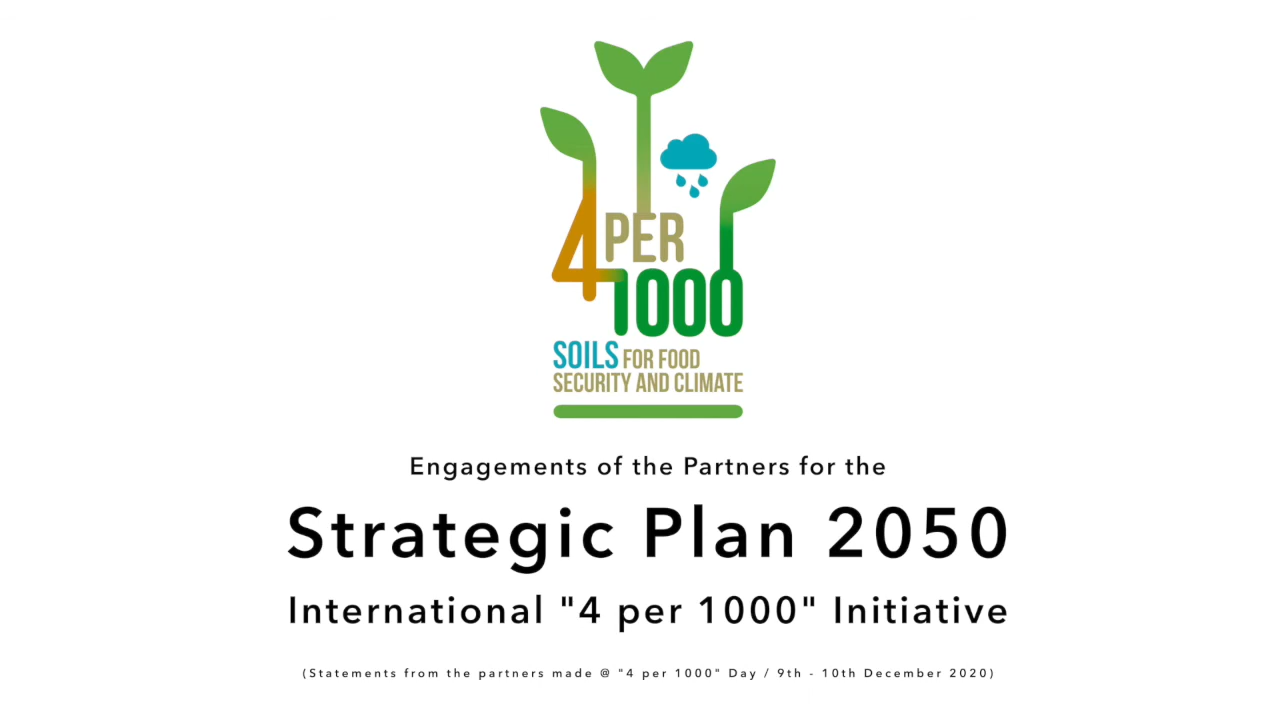 4 PER
1000
SOILS FOR FOOD
SECURITY AND CLIMATE
Engagements of the Partners for the
Strategic Plan 2050
International "4 per 1000" Initiative
(Statements from the partners made @ "4 per 1000" Day / 9th - 10th December 2020)